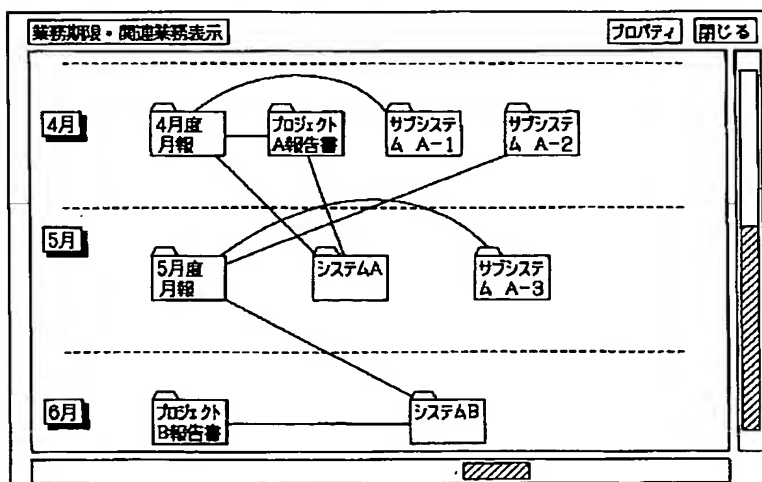 業務期限・関連業務表示
プロパティ
閉じる
4月
4月度
月報
プロジェクト
A報告書
サブシステ
ム A-1
サブシステ
ム A-2
5月
5月度
月報
システムA
サブシステ
ム A-3
6月
プロジェクト
B報告書
システムB